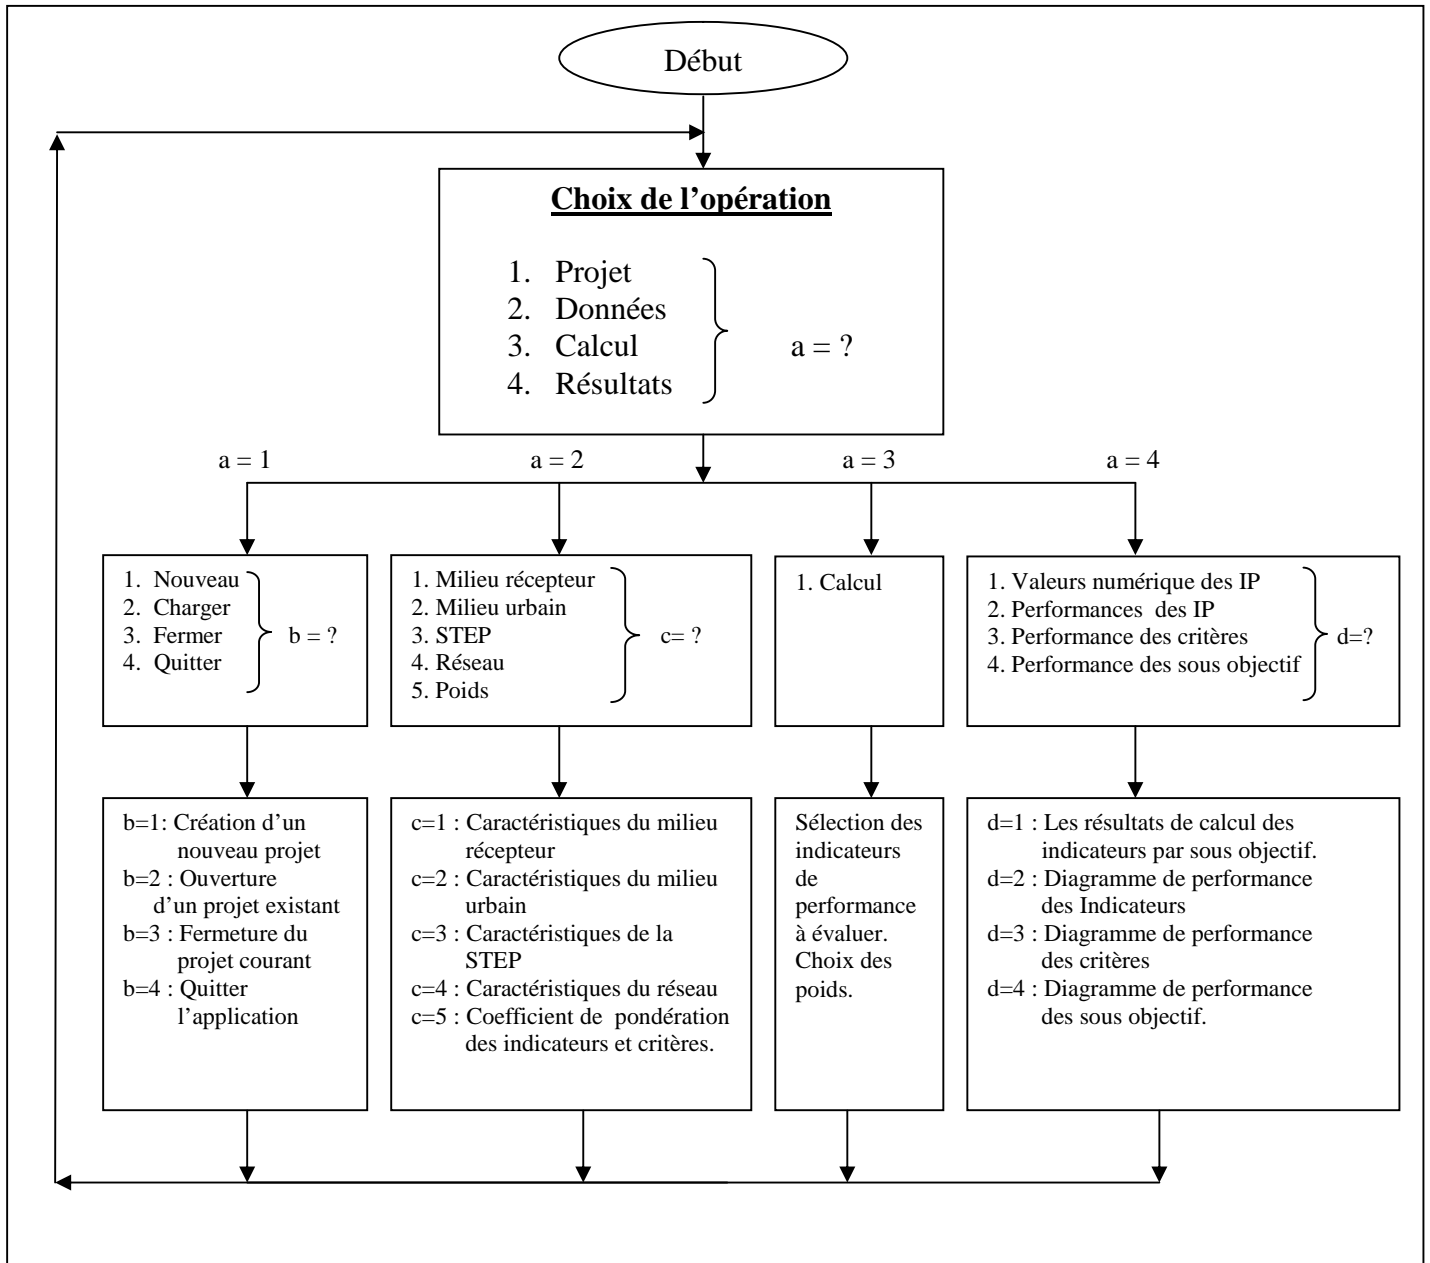 Début
Choix de l’opération
1. Projet
2. Données
3. Calcul
4. Résultats
a = ?
a = 1
a = 2
a = 3
a = 4
1. Nouveau
2. Charger
3. Fermer
4. Quitter
b = ?
1. Milieu récepteur
2. Milieu urbain
3. STEP
4. Réseau
5. Poids
c= ?
1. Calcul
1. Valeurs numérique des IP
2. Performances des IP
3. Performance des critères
4. Performance des sous objectif
d=?
b=1: Création d’un
nouveau projet
b=2 : Ouverture
d’un projet existant
b=3 : Fermeture du
projet courant
b=4 : Quitter
l’application
c=1 : Caractéristiques du milieu
récepteur
c=2 : Caractéristiques du milieu
urbain
c=3 : Caractéristiques de la
STEP
c=4 : Caractéristiques du réseau
c=5 : Coefficient de pondération
des indicateurs et critères.
Sélection des
indicateurs
de
performance
à évaluer.
Choix des
poids.
d=1 : Les résultats de calcul des
indicateurs par sous objectif.
d=2 : Diagramme de performance
des Indicateurs
d=3 : Diagramme de performance
des critères
d=4 : Diagramme de performance
des sous objectif.